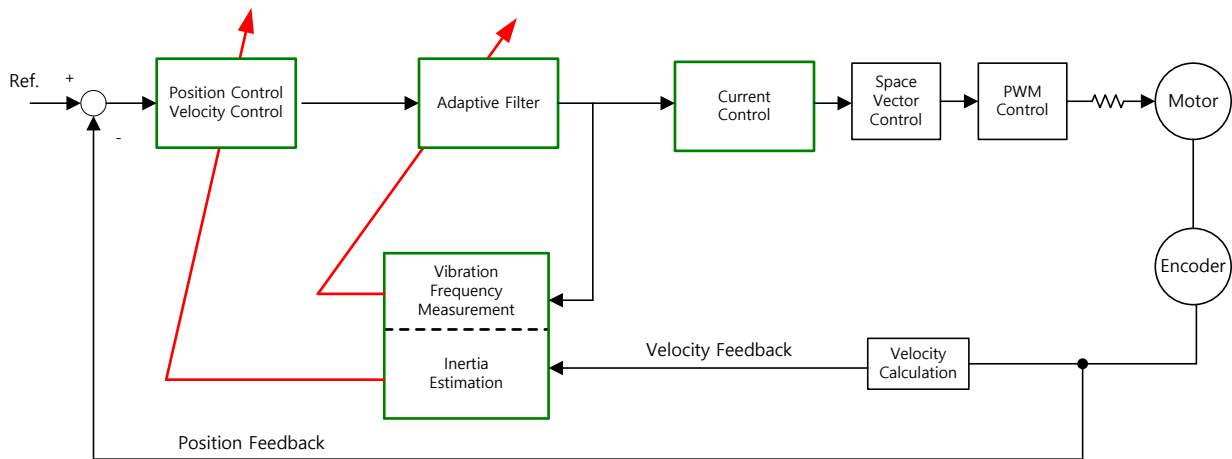 Ref.
+
-
Position Control
Velocity Control
Adaptive Filter
Current
Control
Space
Vector
Control
PWM
Control
Motor
Encoder
Vibration
Frequency
Measurement
Inertia
Estimation
Velocity Feedback
Velocity
Calculation
Position Feedback